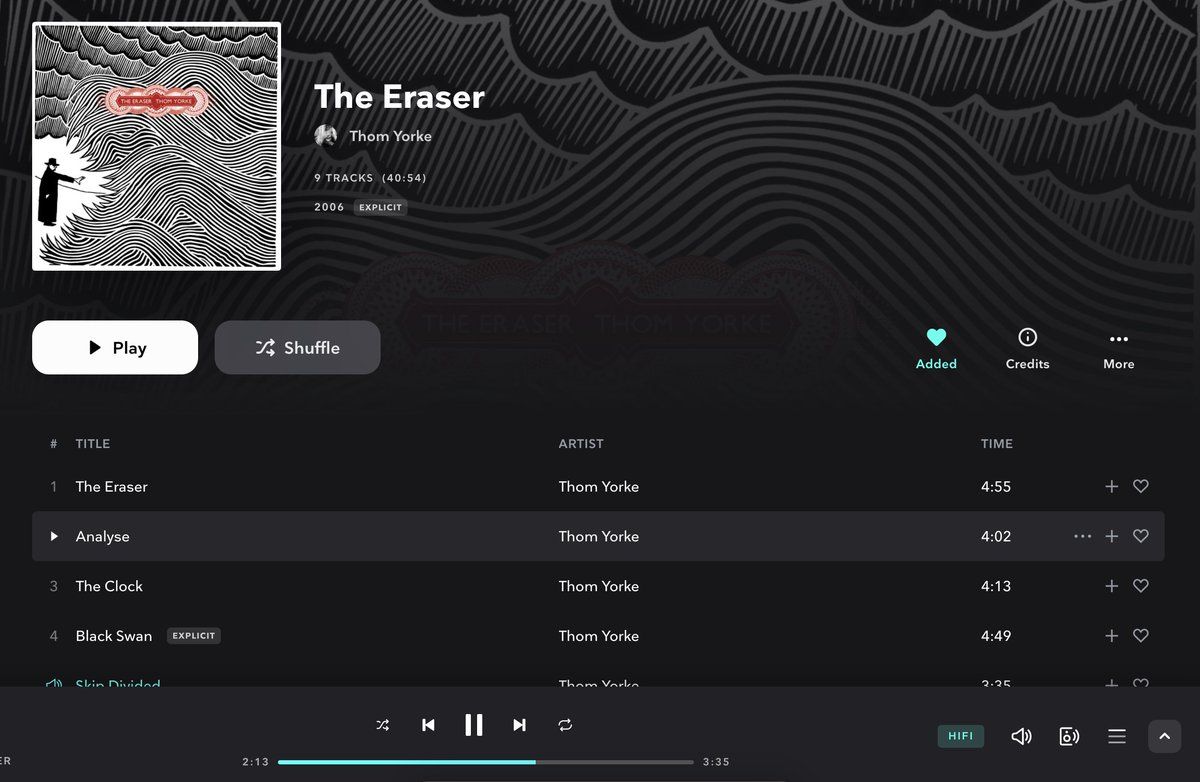 THE ERASER THOM YORKE
The Eraser
Thom Yorke
9 TRACKS (40:54)
2006 EXPLICIT
THE ERASER THOM YORKE
Play Shuffle Added Credits More
# TITLE ARTIST TIME
1 The Eraser Thom Yorke 4:55
Analyse Thom Yorke 4:02
3 The Clock Thom Yorke 4:13
4 Black Swan EXPLICIT Thom Yorke 4:49
Skip Divided Thom Yorke 3:35
HIFI
ER 2:13 3:35